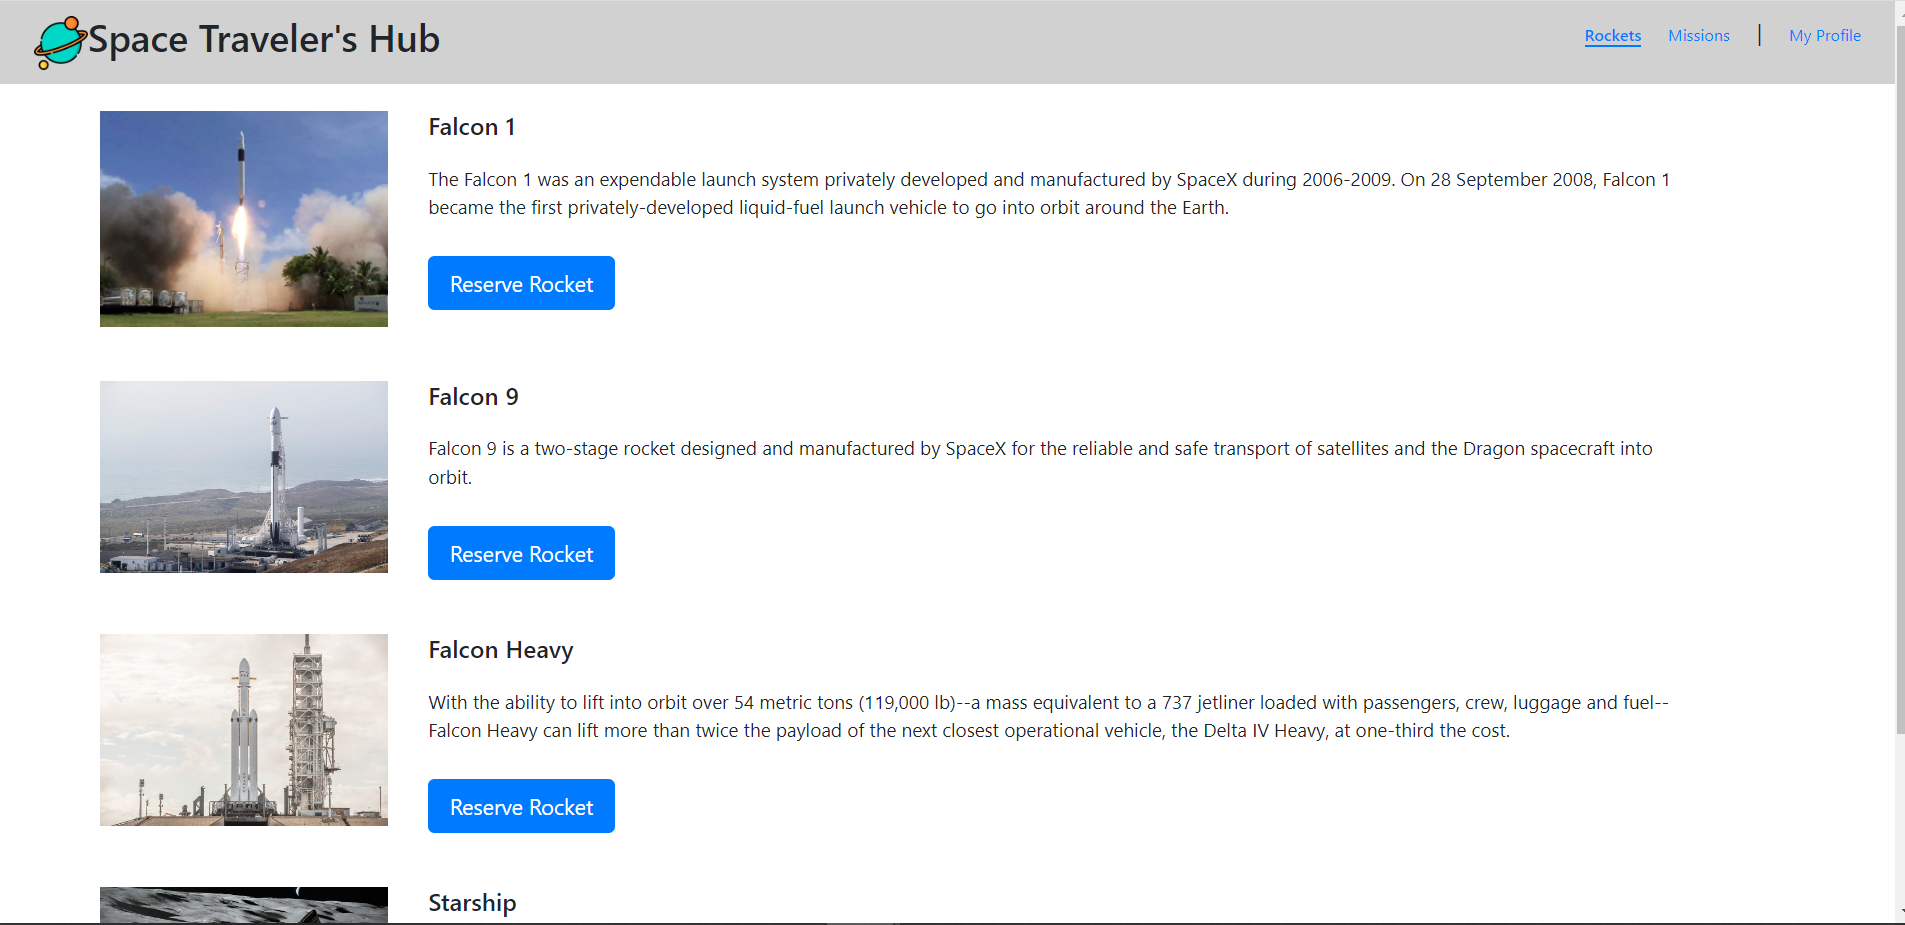 Space Traveler's Hub
Rockets Missions | My Profile
Falcon 1
The Falcon 1 was an expendable launch system privately developed and manufactured by SpaceX during 2006-2009. On 28 September 2008, Falcon 1
became the first privately-developed liquid-fuel launch vehicle to go into orbit around the Earth.
Reserve Rocket
Falcon 9
Falcon 9 is a two-stage rocket designed and manufactured by SpaceX for the reliable and safe transport of satellites and the Dragon spacecraft into
orbit.
Reserve Rocket
Falcon Heavy
With the ability to lift into orbit over 54 metric tons (119,000 lb)--a mass equivalent to a 737 jetliner loaded with passengers, crew, luggage and fuel--
Falcon Heavy can lift more than twice the payload of the next closest operational vehicle, the Delta IV Heavy, at one-third the cost.
Reserve Rocket
Starship